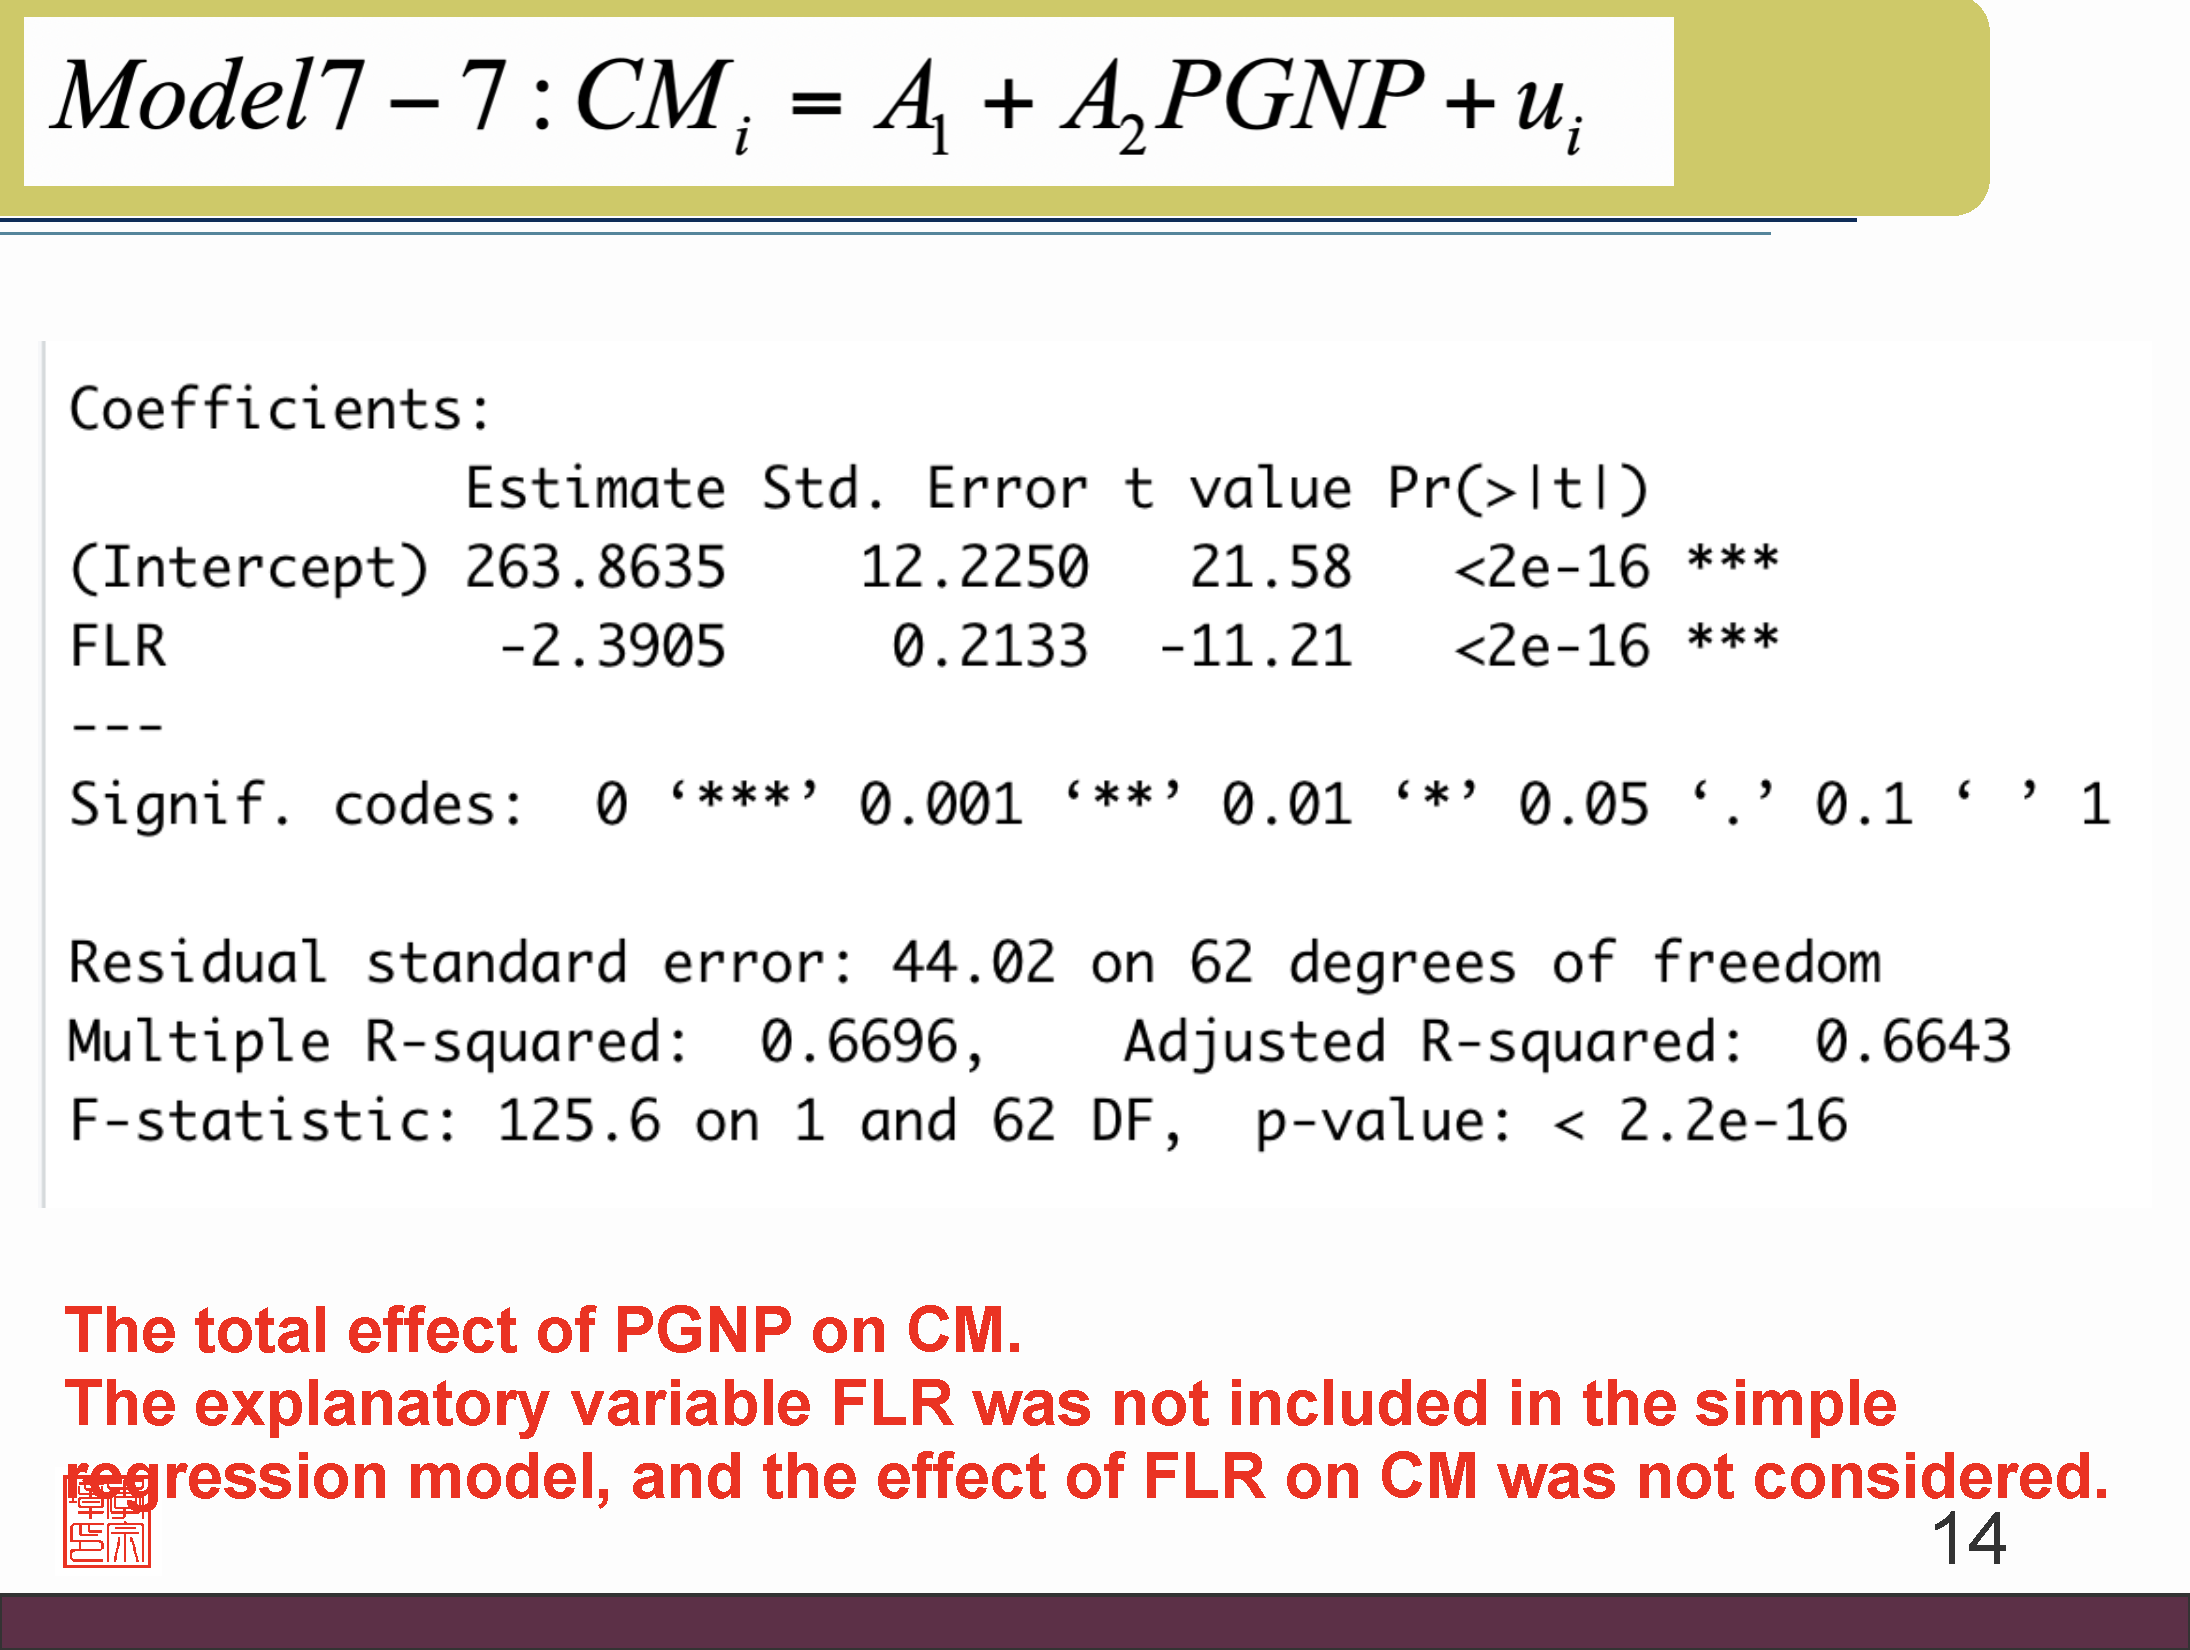 Model7 − 7 : CMᵢ = A₁ + A₂PGNP + uᵢ
Coefficients:
Estimate Std. Error t value Pr(>|t|)
(Intercept) 263.8635 12.2250 21.58 <2e-16 ***
FLR -2.3905 0.2133 -11.21 <2e-16 ***
---
Signif. codes: 0 ‘***’ 0.001 ‘**’ 0.01 ‘*’ 0.05 ‘.’ 0.1 ‘ ’ 1
Residual standard error: 44.02 on 62 degrees of freedom
Multiple R-squared: 0.6696, Adjusted R-squared: 0.6643
F-statistic: 125.6 on 1 and 62 DF, p-value: < 2.2e-16
The total effect of PGNP on CM.
The explanatory variable FLR was not included in the simple
regression model, and the effect of FLR on CM was not considered.
14